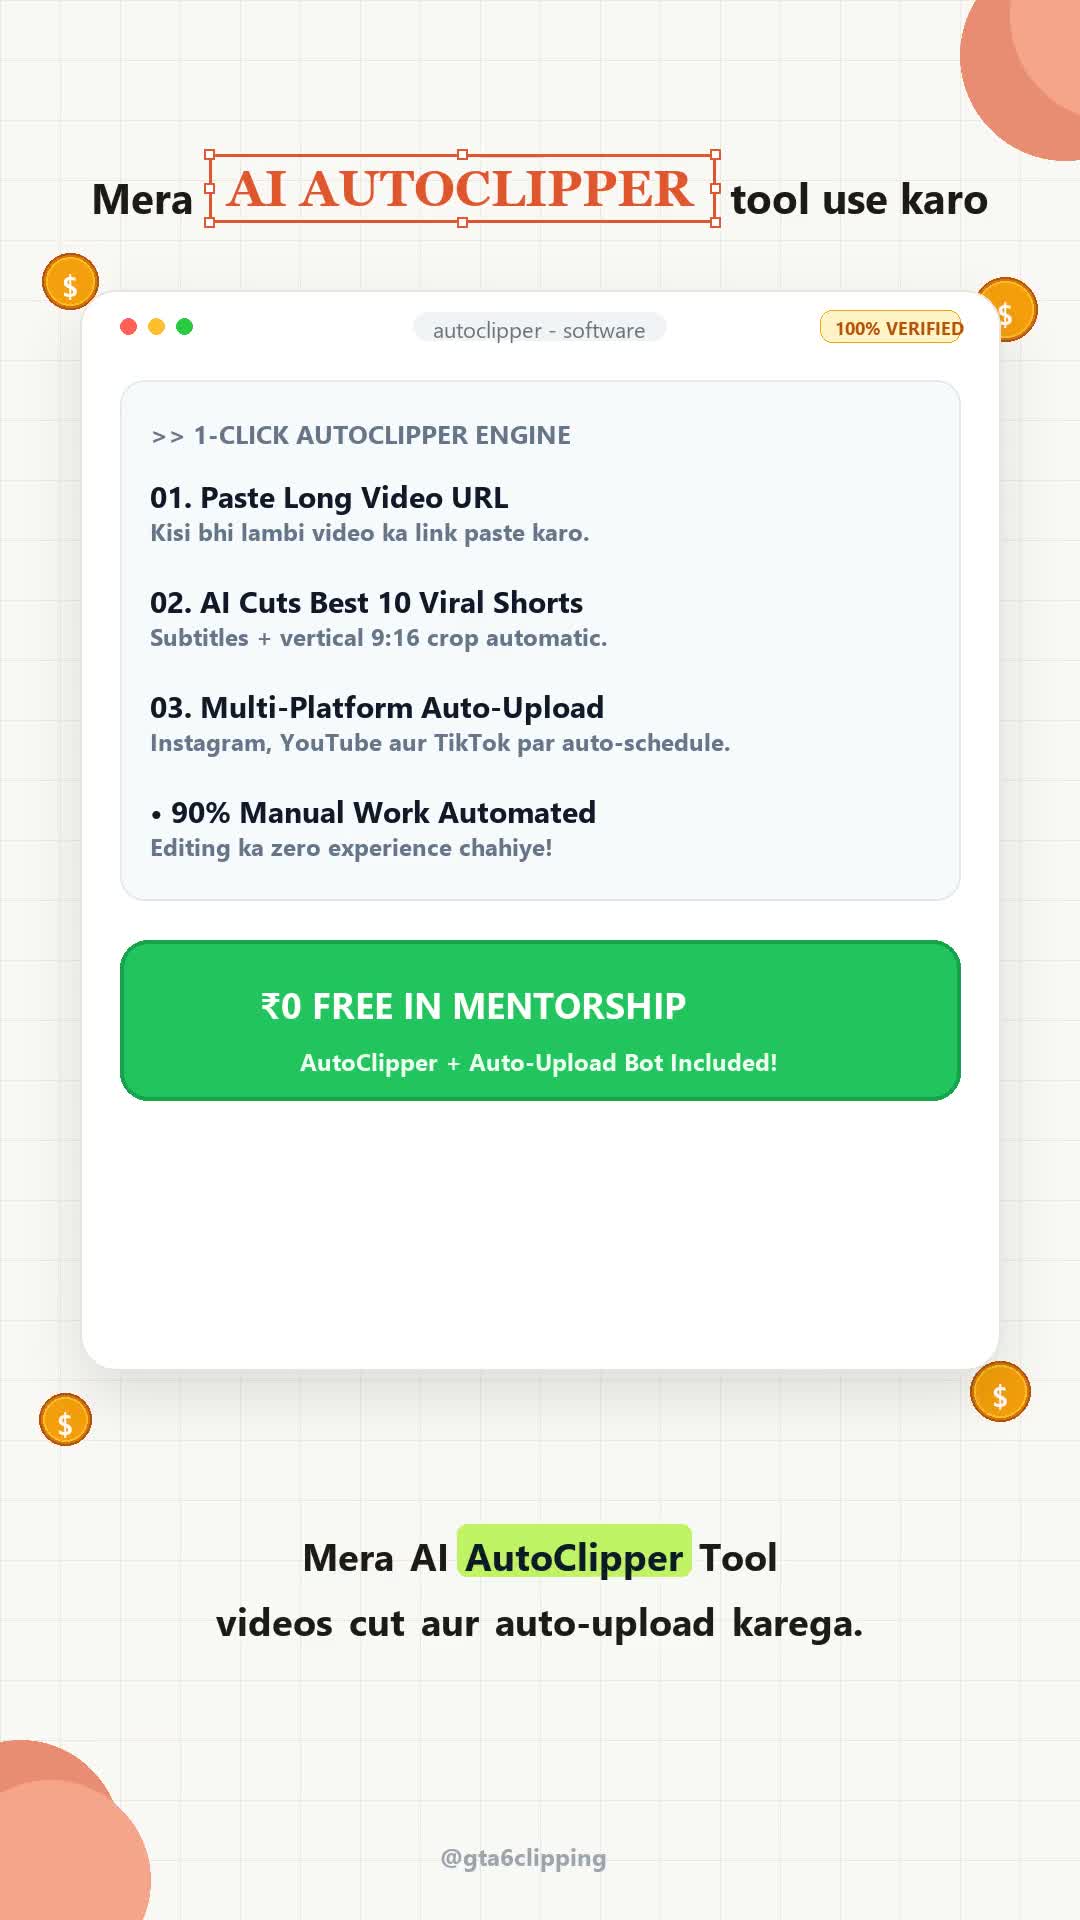 Mera AI AUTOCLIPPER tool use karo
$
$
autoclipper - software
100% VERIFIED
>> 1-CLICK AUTOCLIPPER ENGINE
01. Paste Long Video URL
Kisi bhi lambi video ka link paste karo.
02. AI Cuts Best 10 Viral Shorts
Subtitles + vertical 9:16 crop automatic.
03. Multi-Platform Auto-Upload
Instagram, YouTube aur TikTok par auto-schedule.
• 90% Manual Work Automated
Editing ka zero experience chahiye!
₹0 FREE IN MENTORSHIP
AutoClipper + Auto-Upload Bot Included!
$
$
Mera AI AutoClipper Tool
videos cut aur auto-upload karega.
@gta6clipping